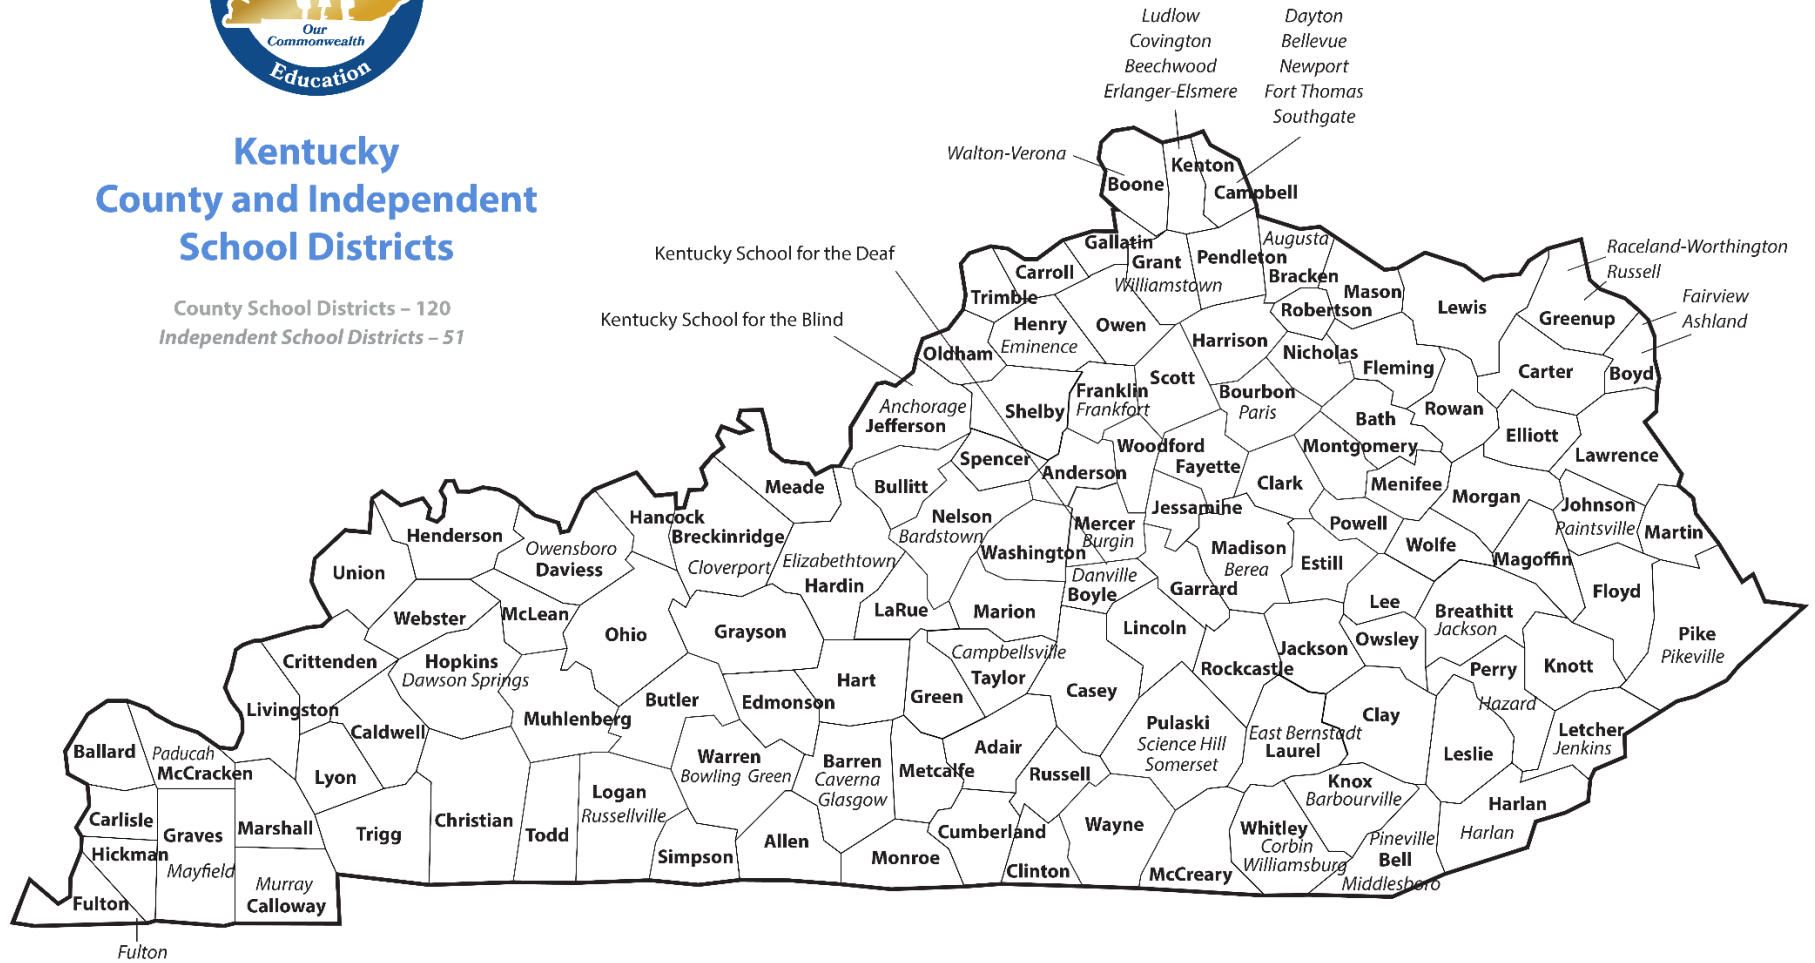 Our
Commonwealth
Education
Kentucky
County and Independent
School Districts
County School Districts – 120
Independent School Districts – 51
Ludlow
Covington
Beechwood
Erlanger-Elsmere
Dayton
Bellevue
Newport
Fort Thomas
Southgate
Walton-Verona
Kenton
Boone
Campbell
Kentucky School for the Deaf
Kentucky School for the Blind
Gallatin
Carroll
Grant
Williamstown
Pendleton
Augusta
Bracken
Mason
Robertson
Lewis
Raceland-Worthington
Russell
Fairview
Ashland
Greenup
Trimble
Henry
Eminence
Owen
Harrison
Nicholas
Fleming
Carter
Boyd
Oldham
Shelby
Franklin
Frankfort
Scott
Bourbon
Paris
Bath
Rowan
Elliott
Lawrence
Anchorage
Jefferson
Spencer
Anderson
Woodford
Fayette
Montgomery
Clark
Menifee
Morgan
Johnson
Paintsville
Martin
Meade
Bullitt
Nelson
Bardstown
Washington
Mercer
Burgin
Jessamine
Madison
Berea
Powell
Estill
Wolfe
Magoffin
Floyd
Hancock
Breckinridge
Cloverport
Elizabethtown
Hardin
LaRue
Marion
Danville
Boyle
Garrard
Lincoln
Lee
Breathitt
Jackson
Owsley
Jackson
Rockcastle
Perry
Hazard
Knott
Pike
Pikeville
Henderson
Owensboro
Daviess
Union
Webster
McLean
Ohio
Grayson
Crittenden
Hopkins
Dawson Springs
Hart
Green
Campbellsville
Taylor
Casey
Livingston
Caldwell
Muhlenberg
Butler
Edmonson
Pulaski
Science Hill
Somerset
East Bernstadt
Laurel
Clay
Leslie
Letcher
Jenkins
Ballard
Paducah
McCracken
Lyon
Warren
Bowling Green
Barren
Caverna
Glasgow
Metcalfe
Adair
Russell
Knox
Barbourville
Harlan
Harlan
Carlisle
Graves
Mayfield
Marshall
Trigg
Christian
Todd
Logan
Russellville
Simpson
Allen
Monroe
Cumberland
Clinton
Wayne
McCreary
Whitley
Corbin
Williamsburg
Pineville
Bell
Middlesboro
Hickman
Fulton
Murray
Calloway
Fulton